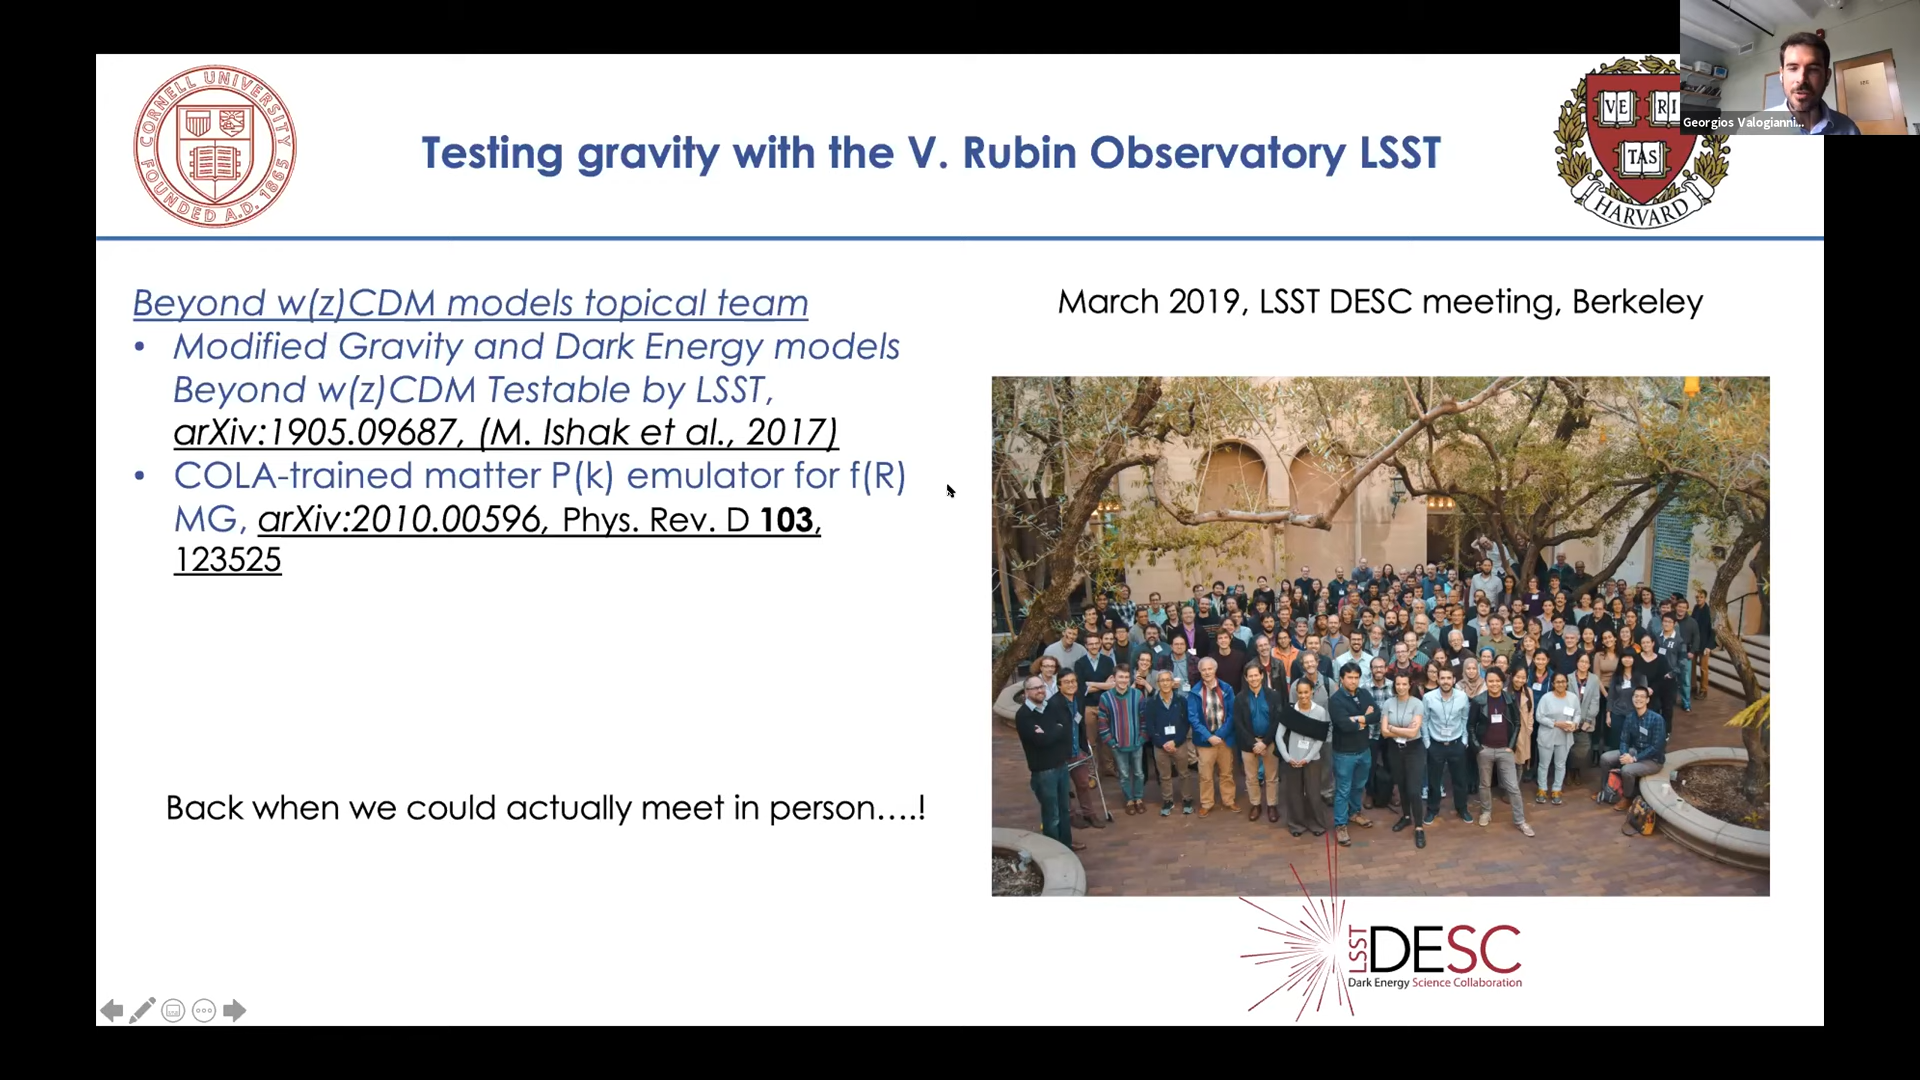 CORNELL UNIVERSITY
FOUNDED A.D. 1865
Testing gravity with the V. Rubin Observatory LSST
VE RI
TAS
HARVARD
Georgios Valogianni...
Beyond w(z)CDM models topical team
• Modified Gravity and Dark Energy models
Beyond w(z)CDM Testable by LSST,
arXiv:1905.09687, (M. Ishak et al., 2017)
• COLA-trained matter P(k) emulator for f(R)
MG, arXiv:2010.00596, Phys. Rev. D 103,
123525
Back when we could actually meet in person....!
March 2019, LSST DESC meeting, Berkeley
LSST
DESC
Dark Energy Science Collaboration